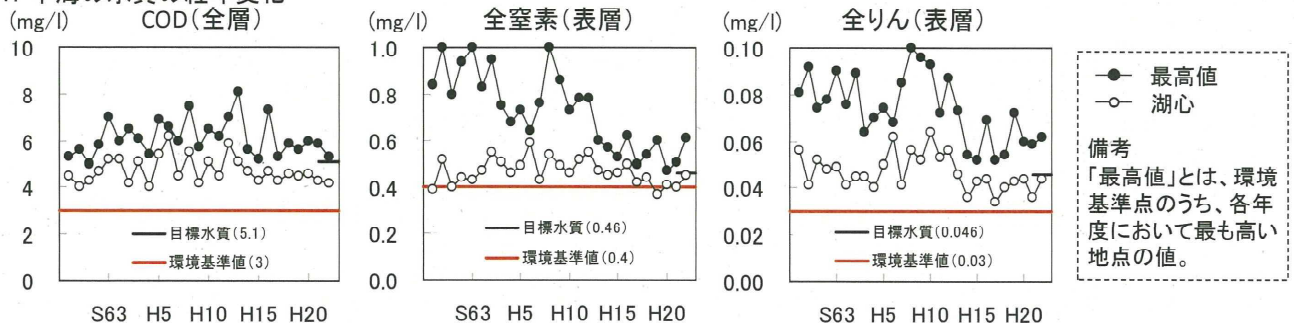 COD(全層)
(mg/l)
10
8
6
4
2
0
目標水質(5.1)
環境基準値(3)
S63 H5 H10 H15 H20
全窒素(表層)
(mg/l)
1.0
0.8
0.6
0.4
0.2
0.0
目標水質(0.46)
環境基準値(0.4)
S63 H5 H10 H15 H20
全りん(表層)
(mg/l)
0.10
0.08
0.06
0.04
0.02
0.00
目標水質(0.046)
環境基準値(0.03)
S63 H5 H10 H15 H20
最高値
湖心
備考
「最高値」とは、環境
基準点のうち、各年
度において最も高い
地点の値。